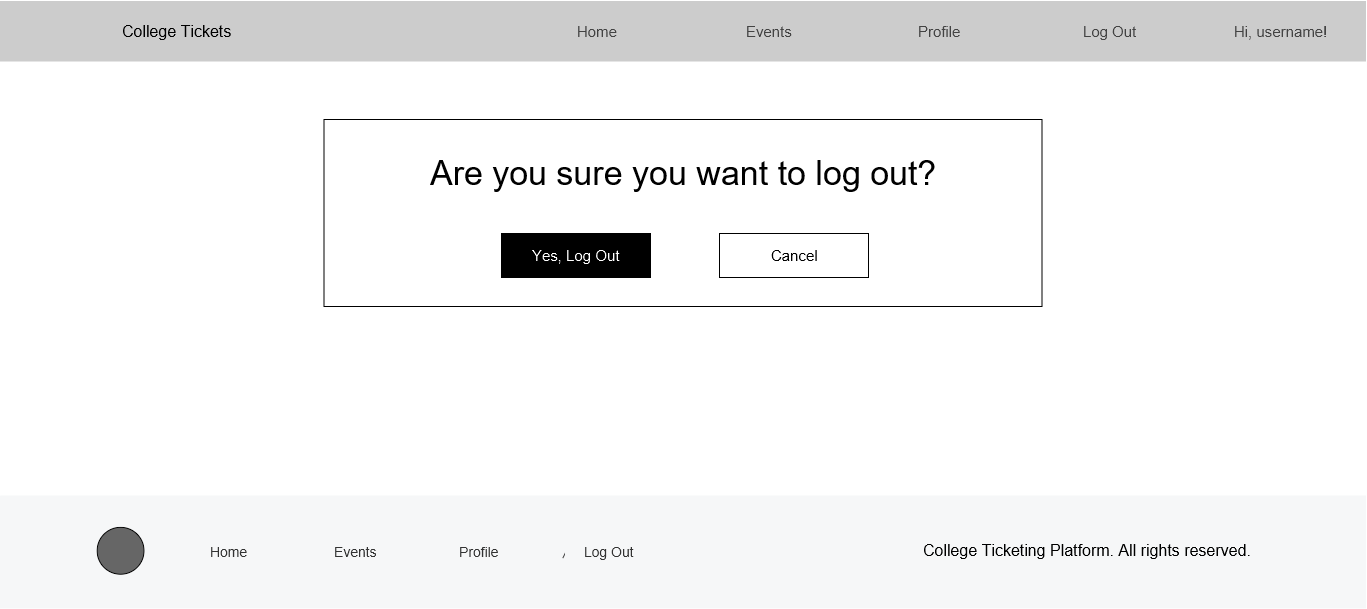 College Tickets Home Events Profile Log Out Hi, username!
Are you sure you want to log out?
Yes, Log Out Cancel
Home Events Profile / Log Out College Ticketing Platform. All rights reserved.